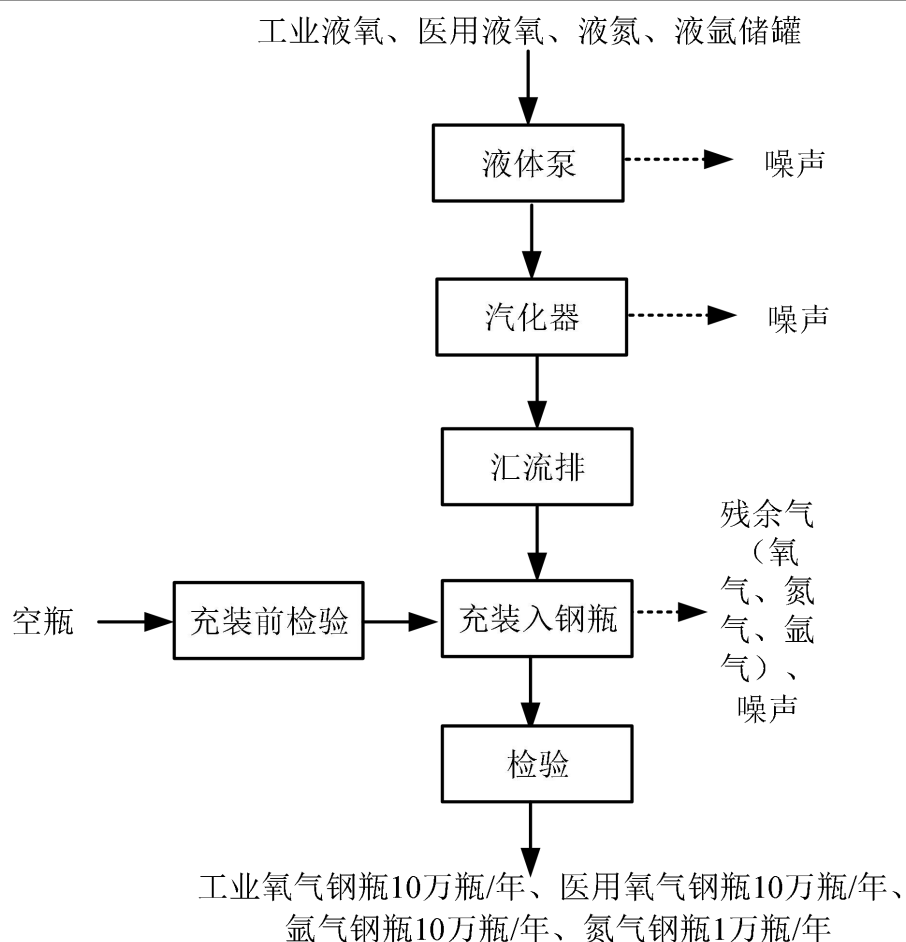 工业液氧、医用液氧、液氮、液氩储罐
液体泵
噪声
汽化器
噪声
汇流排
残余气
（氧
气、氮
气、氩
气）、
噪声
空瓶
充装前检验
充装入钢瓶
检验
工业氧气钢瓶10万瓶/年、医用氧气钢瓶10万瓶/年、
氩气钢瓶10万瓶/年、氮气钢瓶1万瓶/年